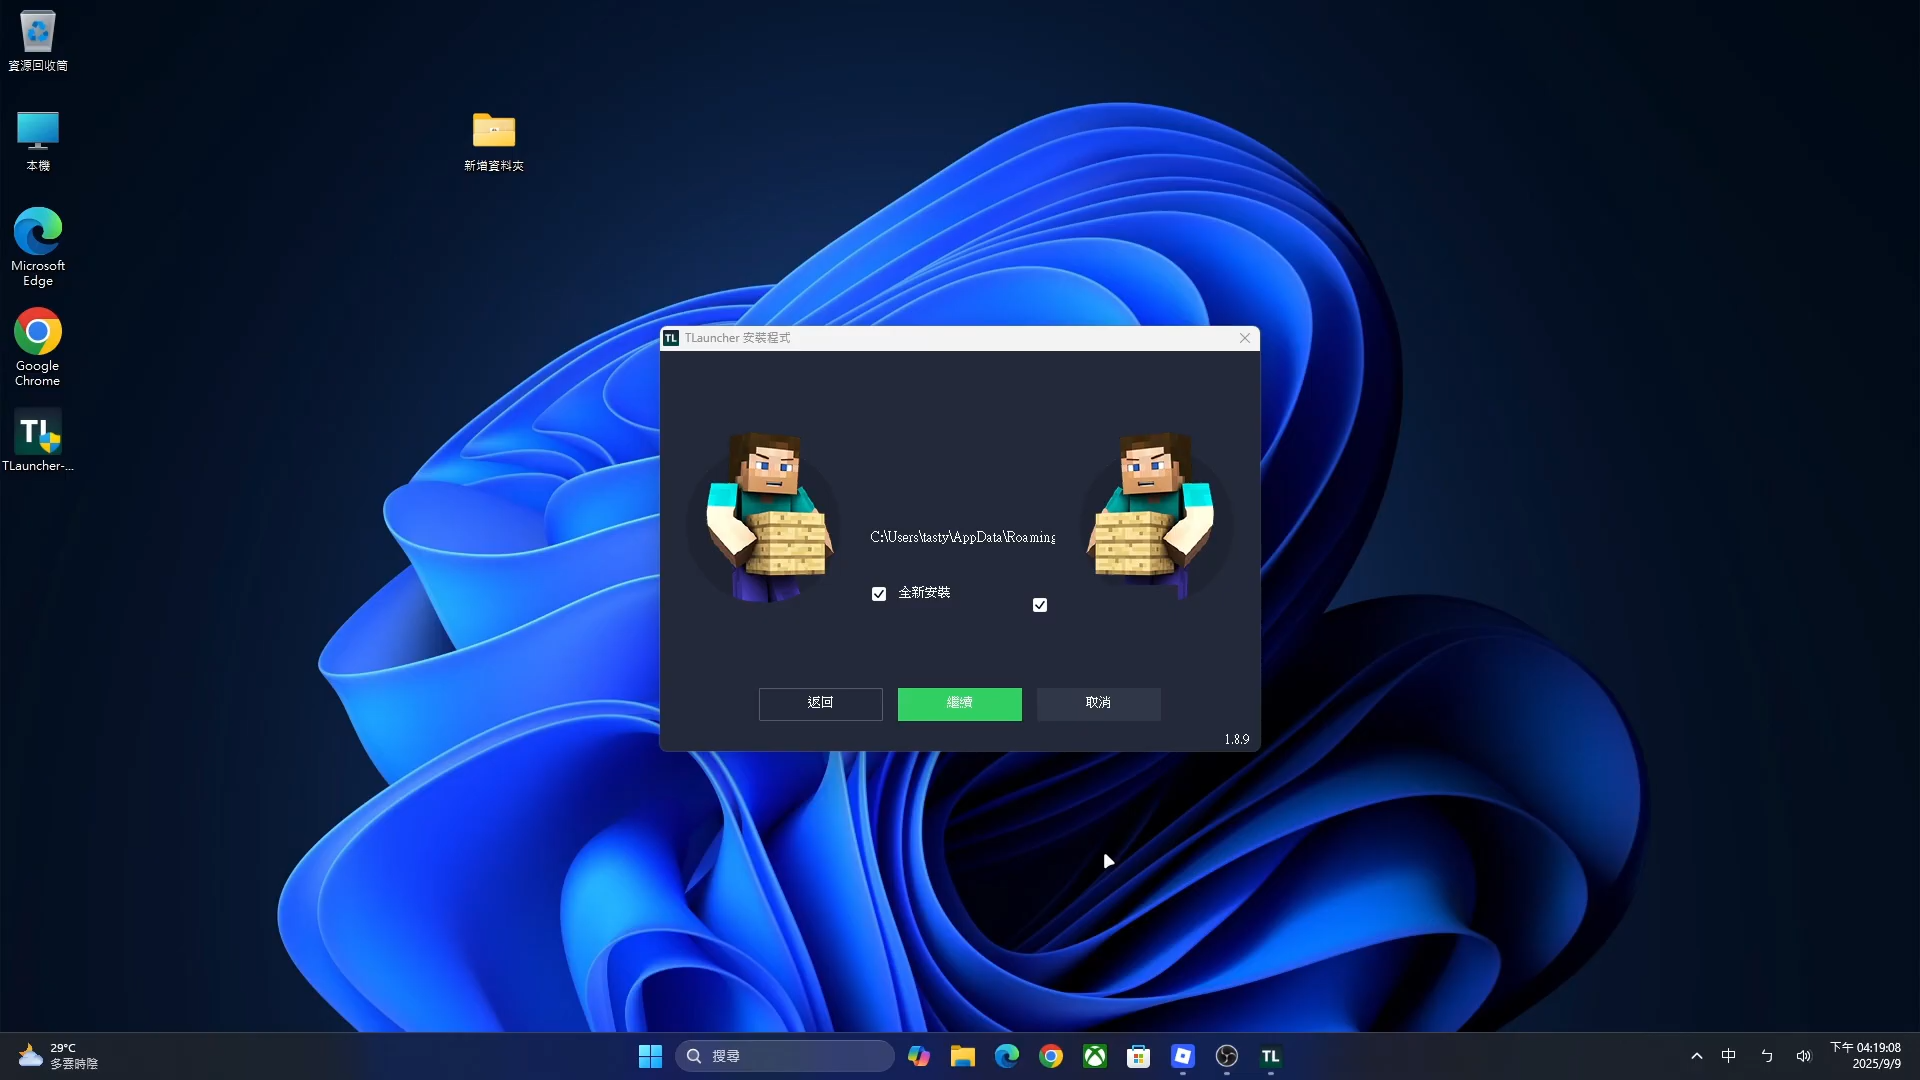 資源回收筒
本機
新增資料夾
Microsoft
Edge
Google
Chrome
TL
TLauncher-...
TL TLauncher 安裝程式
C:\Users\tasty\AppData\Roaming
全新安裝
返回
繼續
取消
1.8.9
29°C
多雲時陰
搜尋
TL
中
ㄣ
下午 04:19:08
2025/9/9